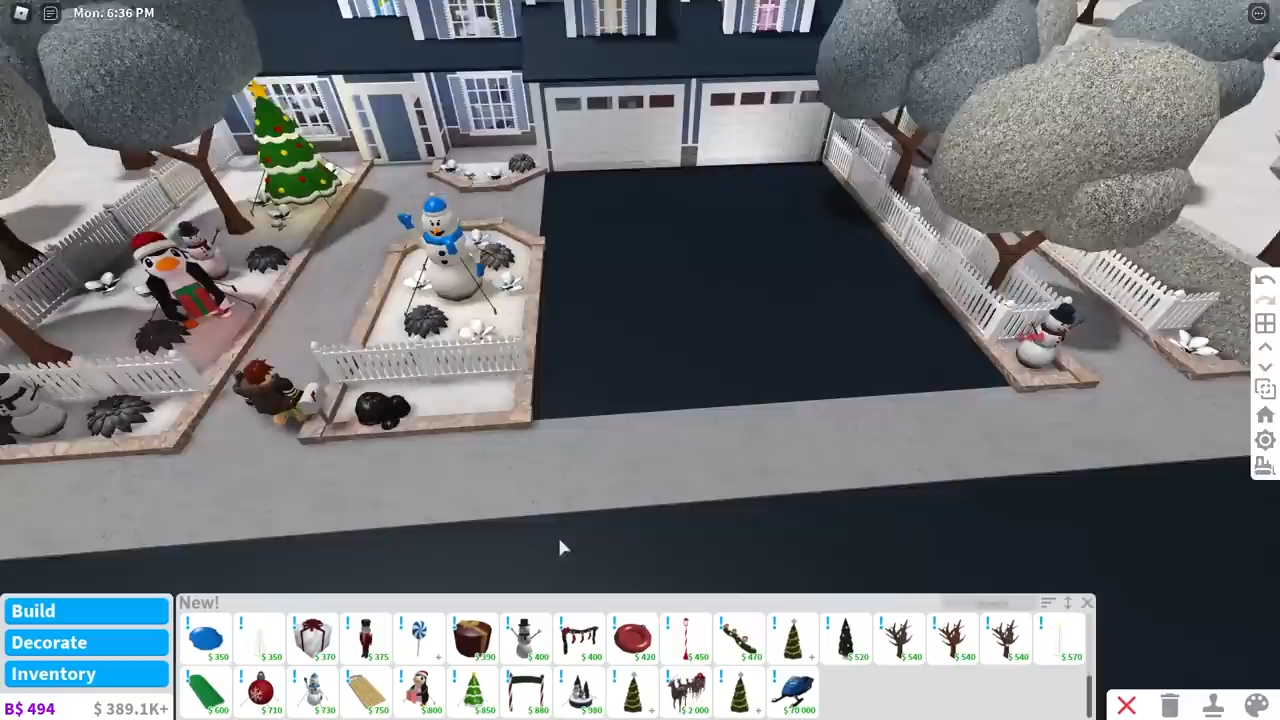 Mon. 6:36 PM
New!
Build
Decorate
Inventory
B$ 494
$ 389.1K+
$ 350
$ 350
$ 370
$ 375
$ 390
$ 400
$ 400
$ 420
$ 450
$ 470
$ 520
$ 540
$ 540
$ 540
$ 570
$ 600
$ 710
$ 730
$ 750
$ 800
$ 850
$ 880
$ 980
$ 2 000
$ 70 000